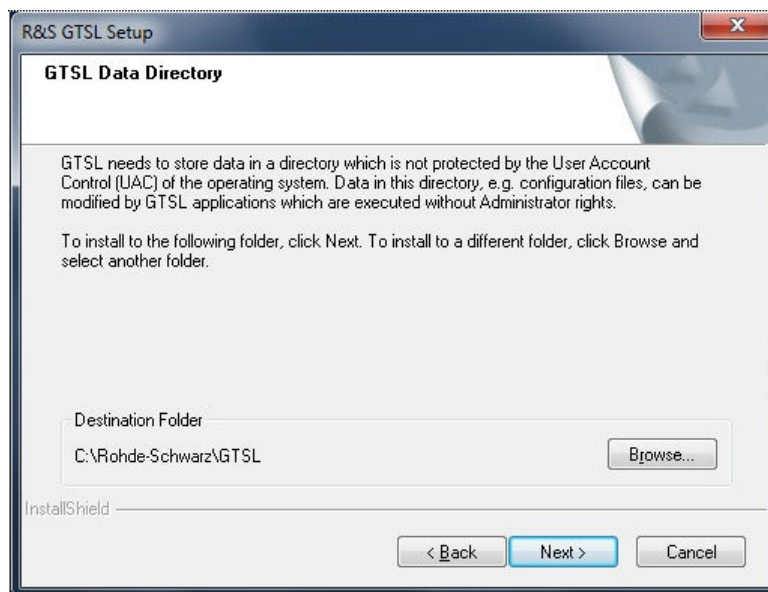 R&S GTSL Setup
GTSL Data Directory
GTSL needs to store data in a directory which is not protected by the User Account
Control (UAC) of the operating system. Data in this directory, e.g. configuration files, can be
modified by GTSL applications which are executed without Administrator rights.
To install to the following folder, click Next. To install to a different folder, click Browse and
select another folder.
Destination Folder
C:\Rohde-Schwarz\GTSL
Browse...
InstallShield
< Back
Next >
Cancel